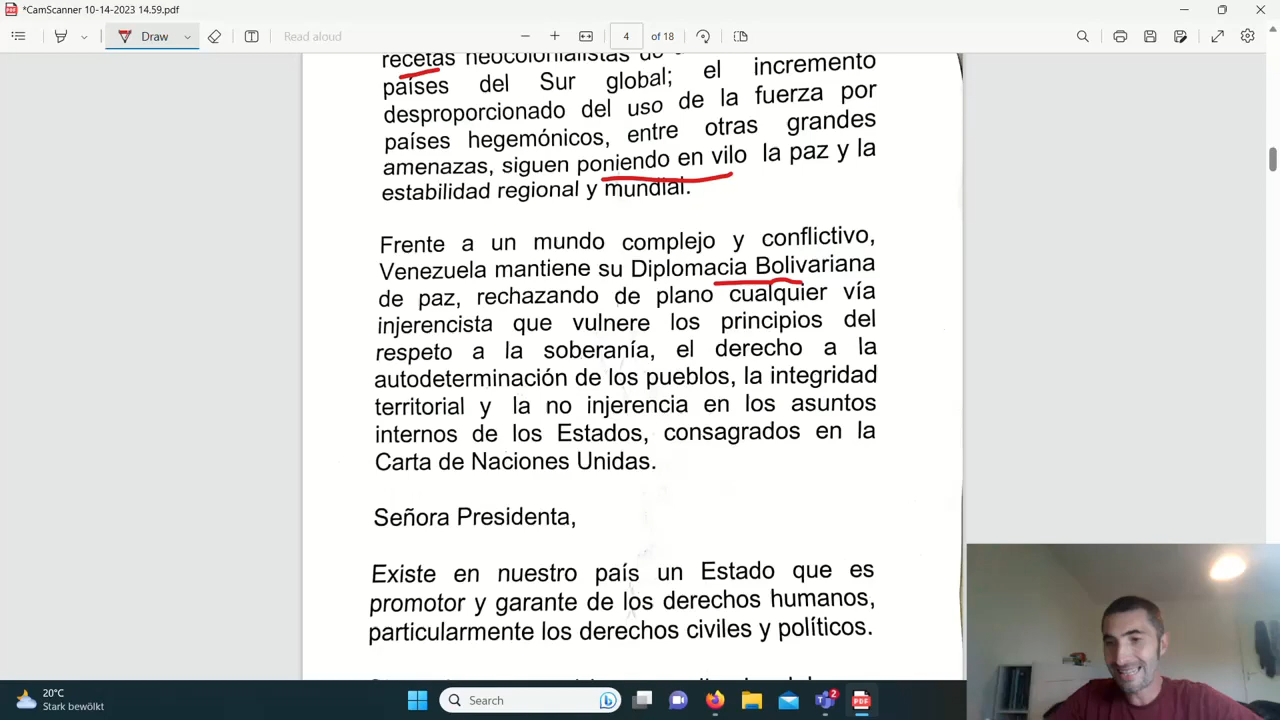 *CamScanner 10-14-2023 14.59.pdf
Draw
Read aloud
4 of 18
recetas neocolonialistas
países del Sur global; el incremento
desproporcionado del uso de la fuerza por
países hegemónicos, entre otras grandes
amenazas, siguen poniendo en vilo la paz y la
estabilidad regional y mundial.
Frente a un mundo complejo y conflictivo,
Venezuela mantiene su Diplomacia Bolivariana
de paz, rechazando de plano cualquier vía
injerencista que vulnere los principios del
respeto a la soberanía, el derecho a la
autodeterminación de los pueblos, la integridad
territorial y la no injerencia en los asuntos
internos de los Estados, consagrados en la
Carta de Naciones Unidas.
Señora Presidenta,
Existe en nuestro país un Estado que es
promotor y garante de los derechos humanos,
particularmente los derechos civiles y políticos.
20°C
Stark bewölkt
Search
2
PDF